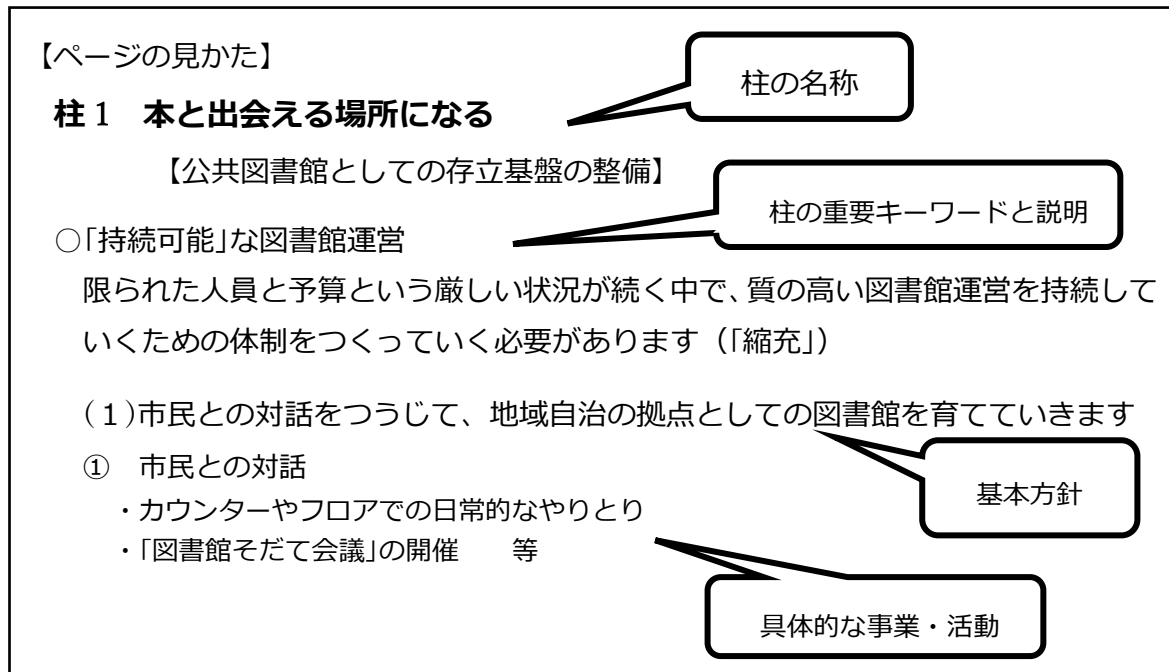 【ページの見かた】
柱の名称
柱1 本と出会える場所になる
【公共図書館としての存立基盤の整備】
柱の重要キーワードと説明
○「持続可能」な図書館運営
限られた人員と予算という厳しい状況が続く中で、質の高い図書館運営を持続して
いくための体制をつくっていく必要があります（「縮充」）
(１)市民との対話をつうじて、地域自治の拠点としての図書館を育てていきます
① 市民との対話
基本方針
・カウンターやフロアでの日常的なやりとり
・「図書館そだて会議」の開催　　等
具体的な事業・活動